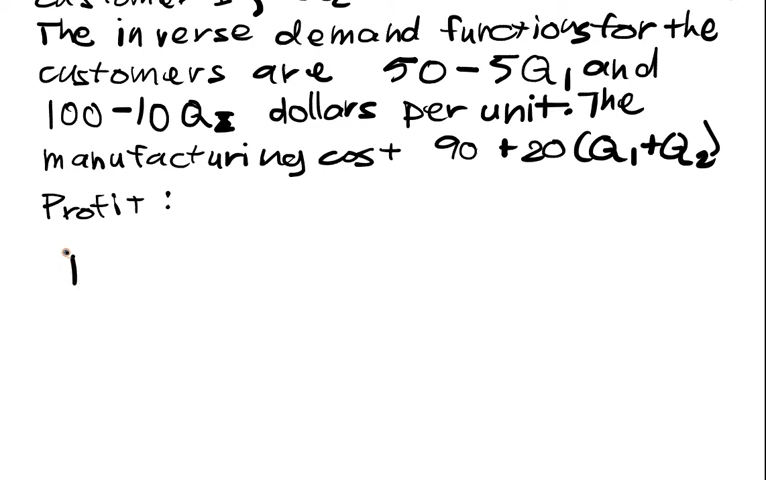 The inverse demand functions for the
customers are 50-5Q₁ and
100-10Q₂ dollars per unit. The
manufacturing cost 90 +20(Q₁+Q₂)
Profit: